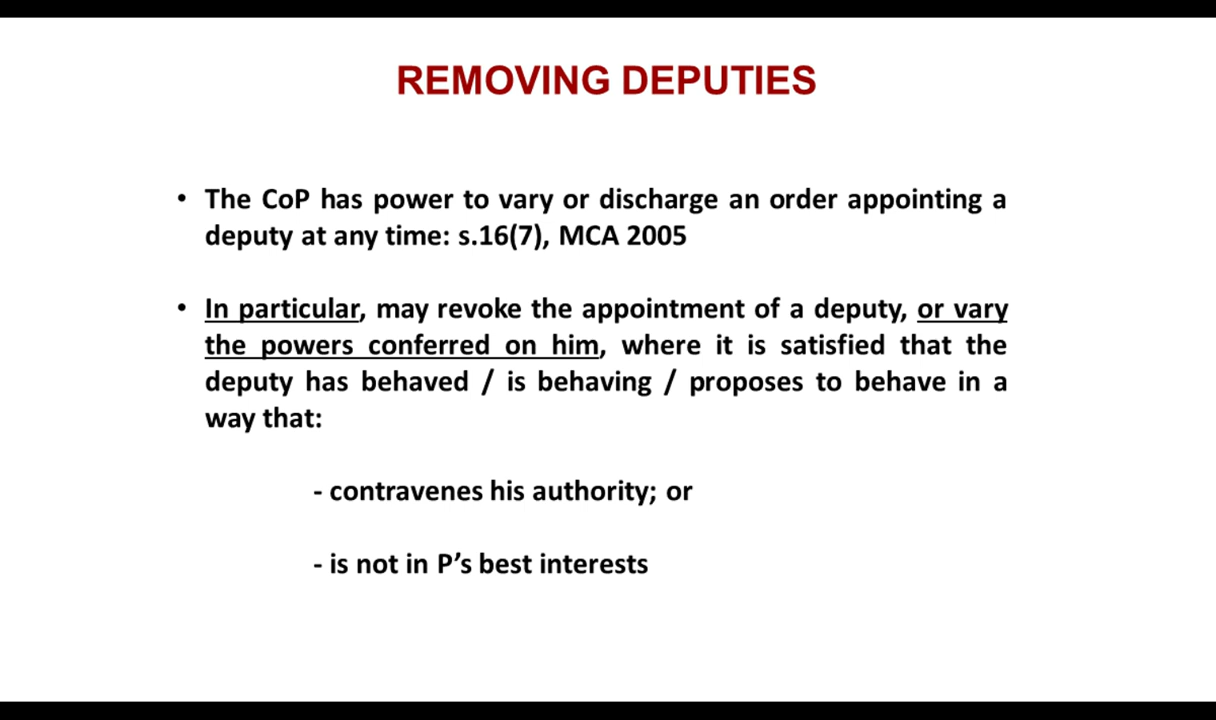 REMOVING DEPUTIES
• The CoP has power to vary or discharge an order appointing a
deputy at any time: s.16(7), MCA 2005
• In particular, may revoke the appointment of a deputy, or vary
the powers conferred on him, where it is satisfied that the
deputy has behaved / is behaving / proposes to behave in a
way that:
- contravenes his authority; or
- is not in P’s best interests